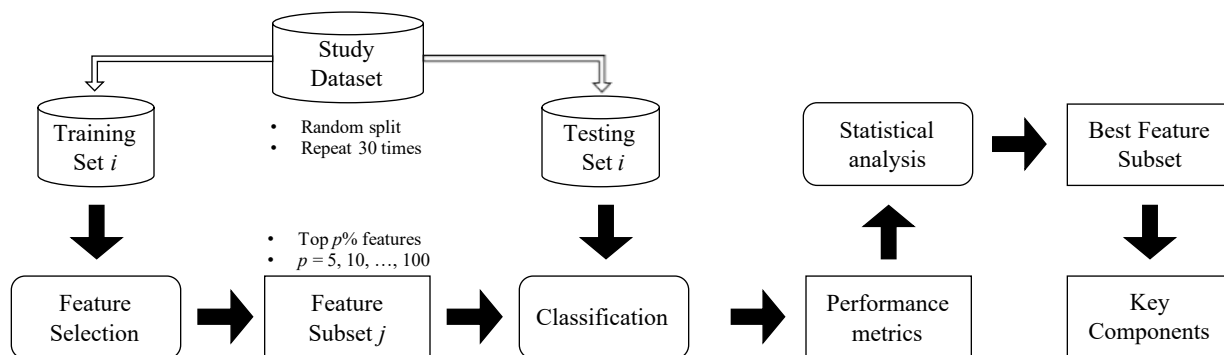 Study
Dataset
Training
Set i
• Random split
• Repeat 30 times
Testing
Set i
Statistical
analysis
Best Feature
Subset
• Top p% features
• p = 5, 10, …, 100
Feature
Selection
Feature
Subset j
Classification
Performance
metrics
Key
Components